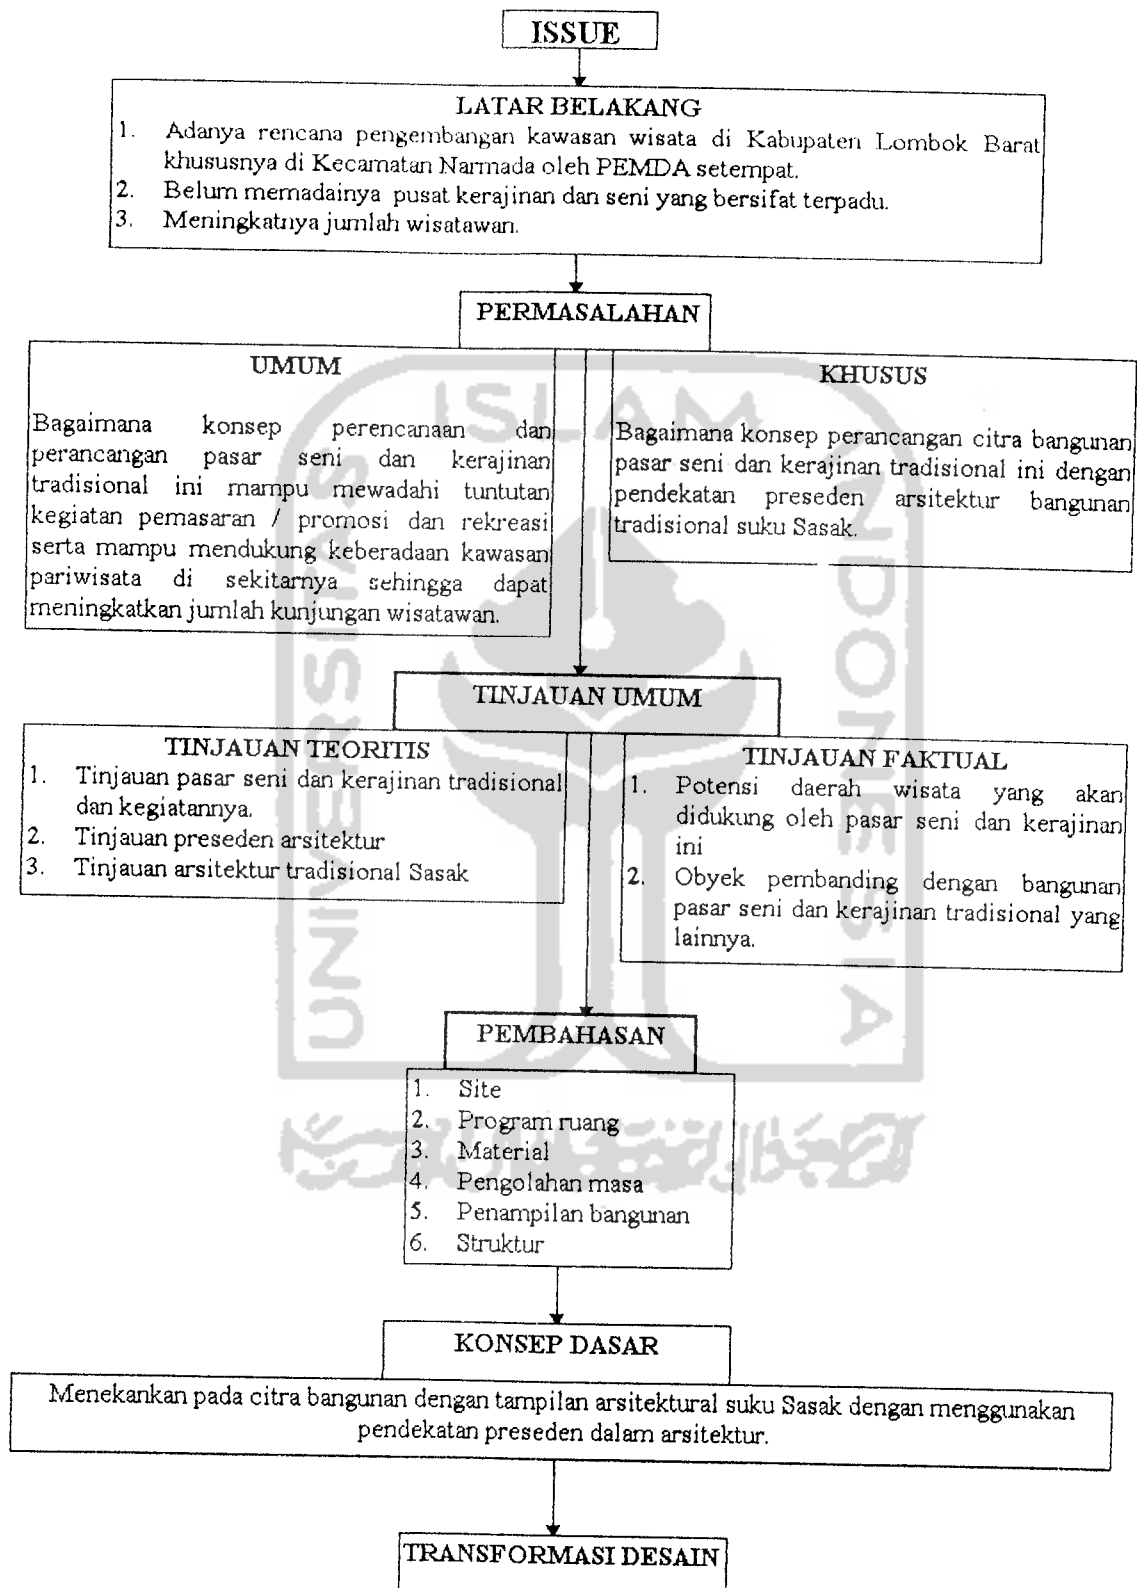 ISSUE
LATAR BELAKANG
1. Adanya rencana pengembangan kawasan wisata di Kabupaten Lombok Barat
khususnya di Kecamatan Narmada oleh PEMDA setempat.
2. Belum memadainya pusat kerajinan dan seni yang bersifat terpadu.
3. Meningkatnya jumlah wisatawan.
PERMASALAHAN
UMUM
Bagaimana konsep perencanaan dan
perancangan pasar seni dan kerajinan
tradisional ini mampu mewadahi tuntutan
kegiatan pemasaran / promosi dan rekreasi
serta mampu mendukung keberadaan kawasan
pariwisata di sekitarnya sehingga dapat
meningkatkan jumlah kunjungan wisatawan.
KHUSUS
Bagaimana konsep perancangan citra bangunan
pasar seni dan kerajinan tradisional ini dengan
pendekatan preseden arsitektur bangunan
tradisional suku Sasak.
TINJAUAN UMUM
TINJAUAN TEORITIS
1. Tinjauan pasar seni dan kerajinan tradisional
dan kegiatannya.
2. Tinjauan preseden arsitektur
3. Tinjauan arsitektur tradisional Sasak
TINJAUAN FAKTUAL
1. Potensi daerah wisata yang akan
didukung oleh pasar seni dan kerajinan
ini
2. Obyek pembanding dengan bangunan
pasar seni dan kerajinan tradisional yang
lainnya.
PEMBAHASAN
1. Site
2. Program ruang
3. Material
4. Pengolahan masa
5. Penampilan bangunan
6. Struktur
KONSEP DASAR
Menekankan pada citra bangunan dengan tampilan arsitektural suku Sasak dengan menggunakan
pendekatan preseden dalam arsitektur.
TRANSFORMASI DESAIN
ISLAM
UNIVERSITAS
INDONESIA